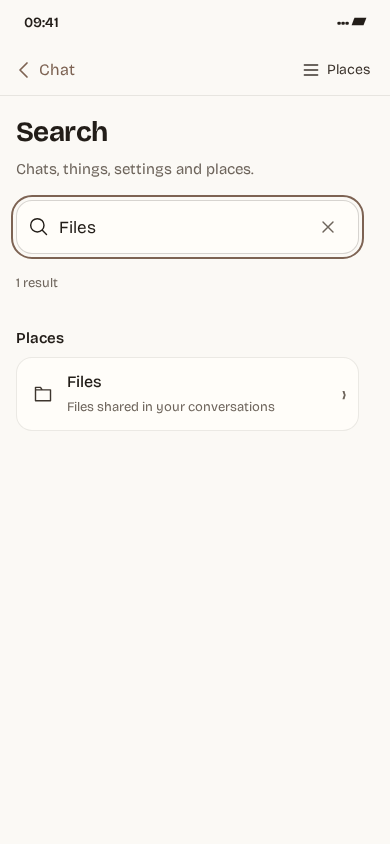 09:41
Chat
Places
Search
Chats, things, settings and places.
Files
1 result
Places
Files
Files shared in your conversations